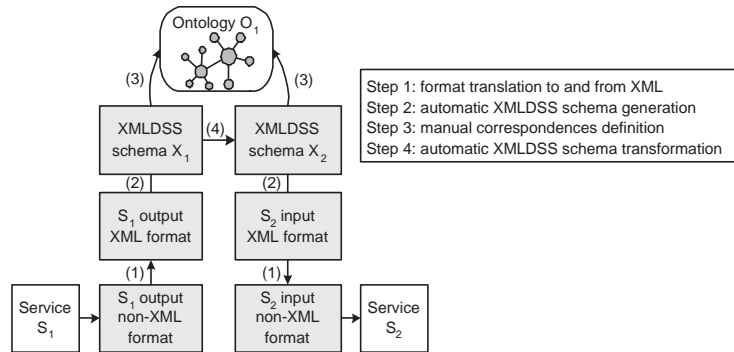 Ontology O1
(3)
(3)
Step 1: format translation to and from XML
Step 2: automatic XMLDSS schema generation
Step 3: manual correspondences definition
Step 4: automatic XMLDSS schema transformation
XMLDSS
schema X1
(4)
XMLDSS
schema X2
(2)
(2)
S1 output
XML format
S2 input
XML format
(1)
(1)
Service
S1
S1 output
non-XML
format
S2 input
non-XML
format
Service
S2